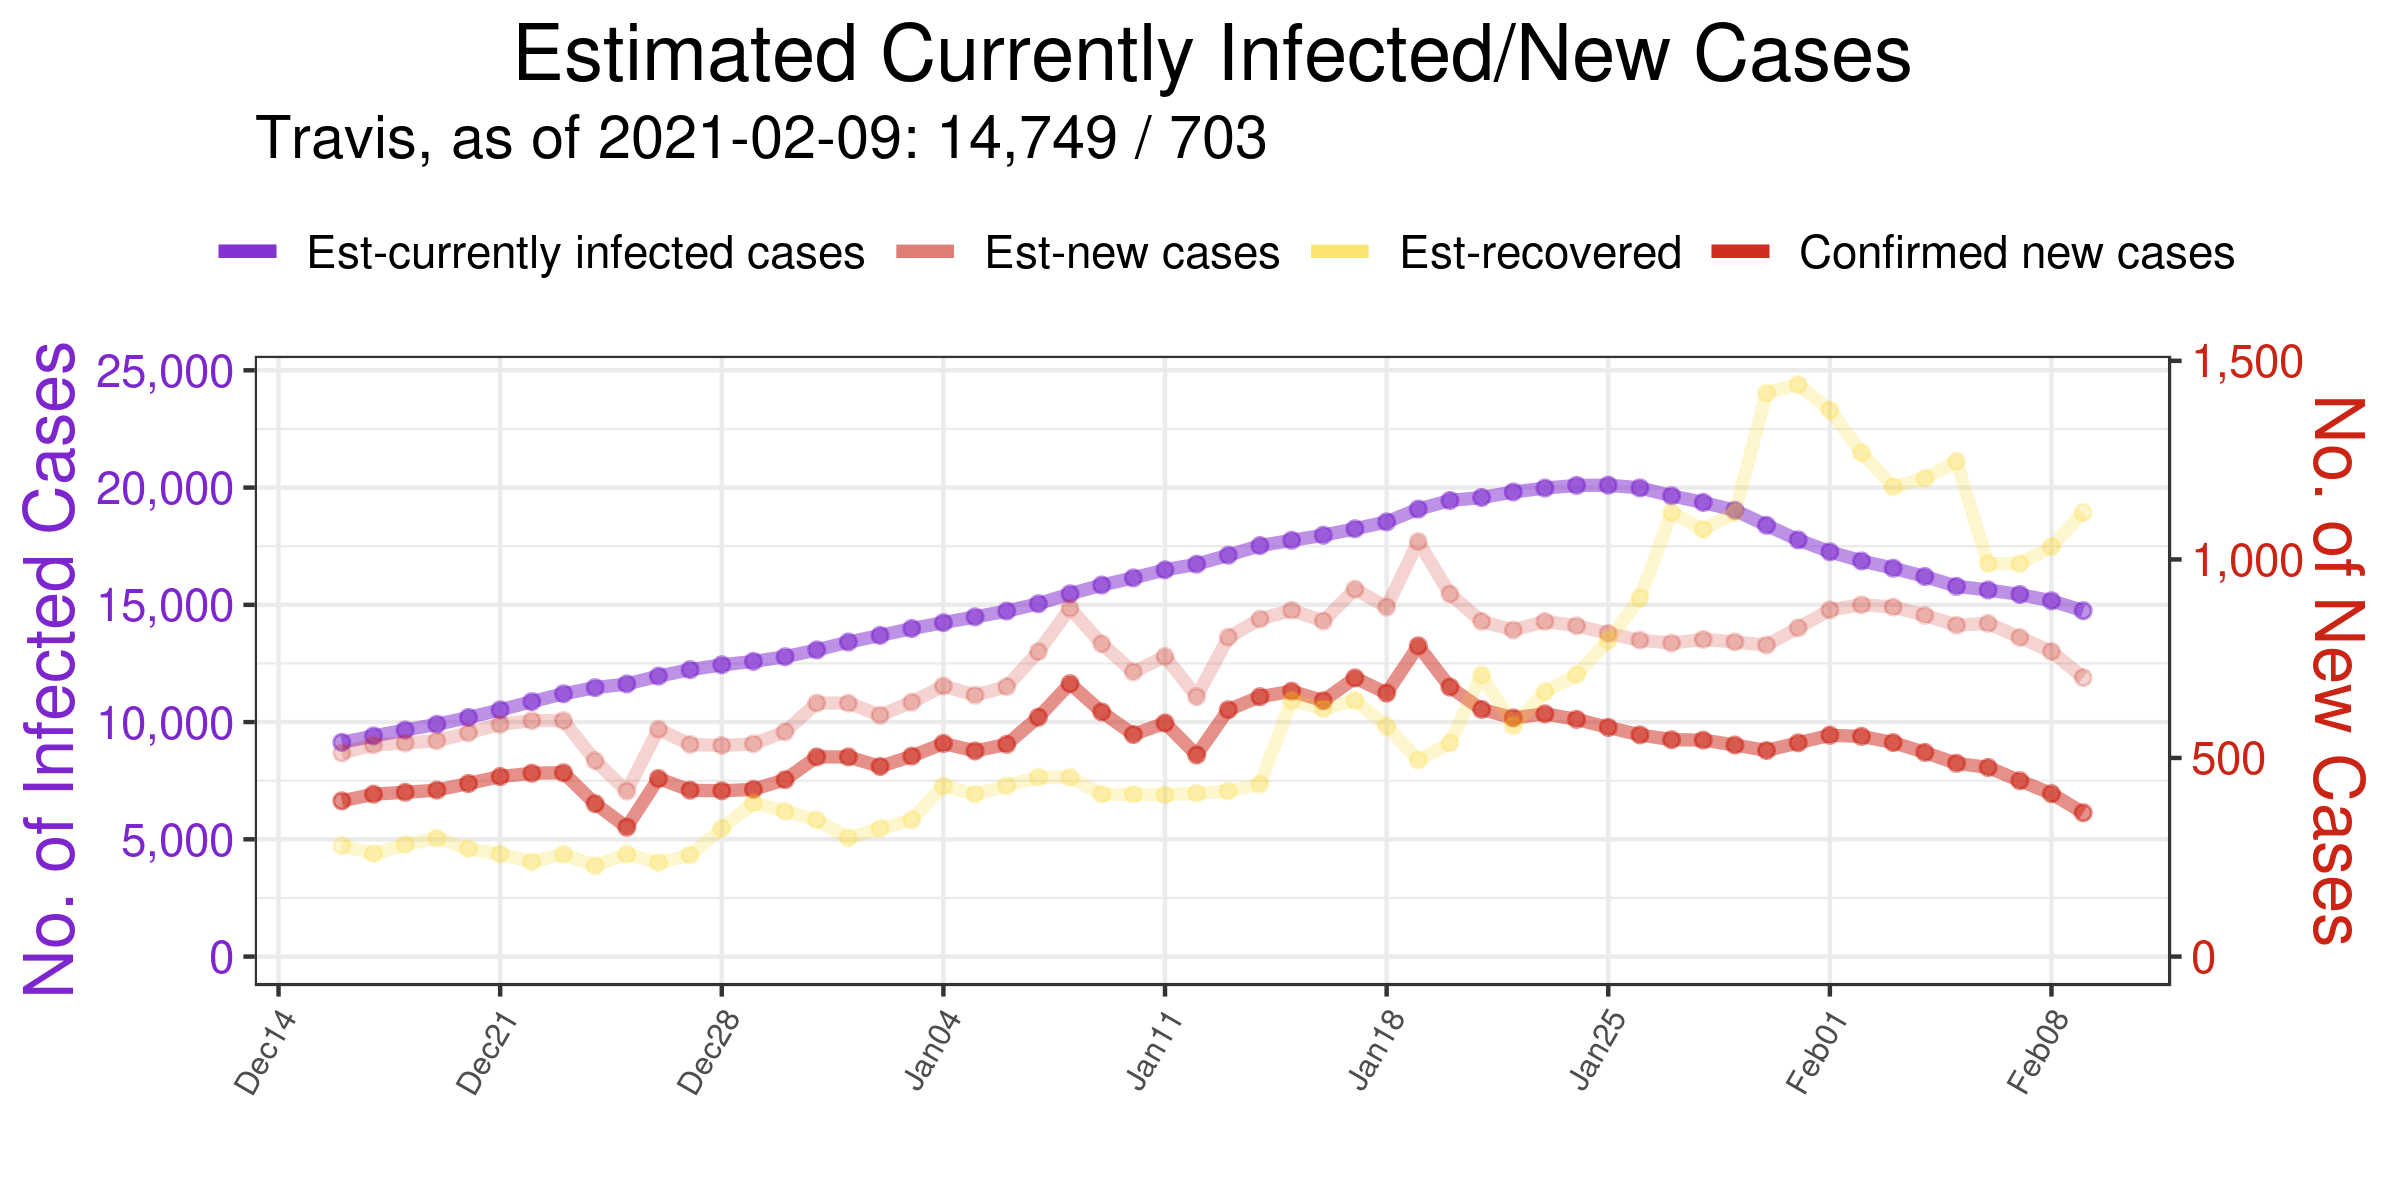 Estimated Currently Infected/New Cases
Travis, as of 2021-02-09: 14,749 / 703
Est-currently infected cases Est-new cases Est-recovered Confirmed new cases
No. of Infected Cases
25,000
20,000
15,000
10,000
5,000
0
1,500
1,000
500
0
No. of New Cases
Dec14 Dec21 Dec28 Jan04 Jan11 Jan18 Jan25 Feb01 Feb08